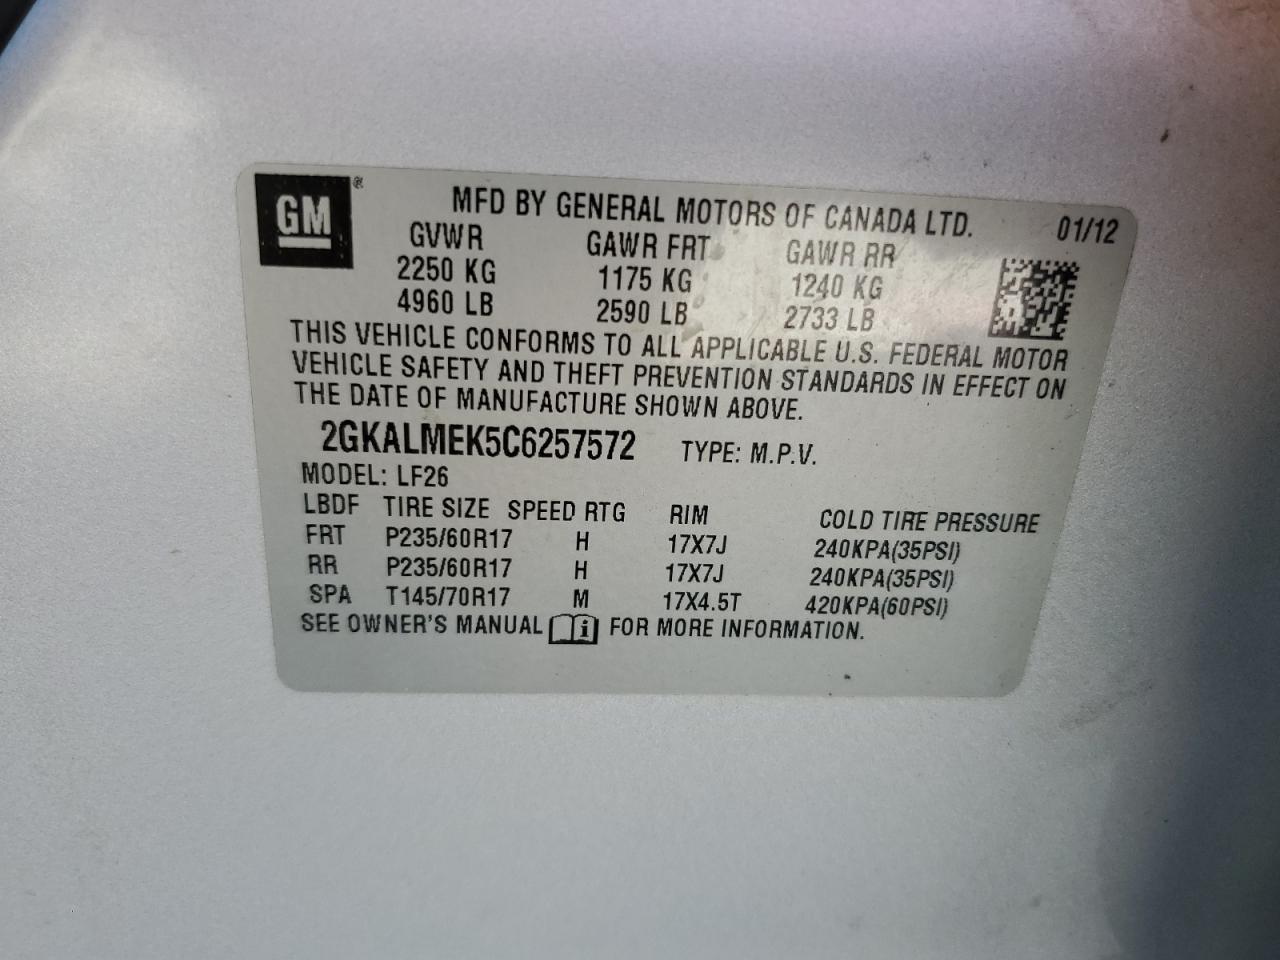 GM ®
MFD BY GENERAL MOTORS OF CANADA LTD. 01/12
GVWR GAWR FRT GAWR RR
2250 KG 1175 KG 1240 KG
4960 LB 2590 LB 2733 LB
THIS VEHICLE CONFORMS TO ALL APPLICABLE U.S. FEDERAL MOTOR
VEHICLE SAFETY AND THEFT PREVENTION STANDARDS IN EFFECT ON
THE DATE OF MANUFACTURE SHOWN ABOVE.
2GKALMEK5C6257572 TYPE: M.P.V.
MODEL: LF26
LBDF TIRE SIZE SPEED RTG RIM COLD TIRE PRESSURE
FRT P235/60R17 H 17X7J 240KPA(35PSI)
RR P235/60R17 H 17X7J 240KPA(35PSI)
SPA T145/70R17 M 17X4.5T 420KPA(60PSI)
SEE OWNER'S MANUAL i FOR MORE INFORMATION.